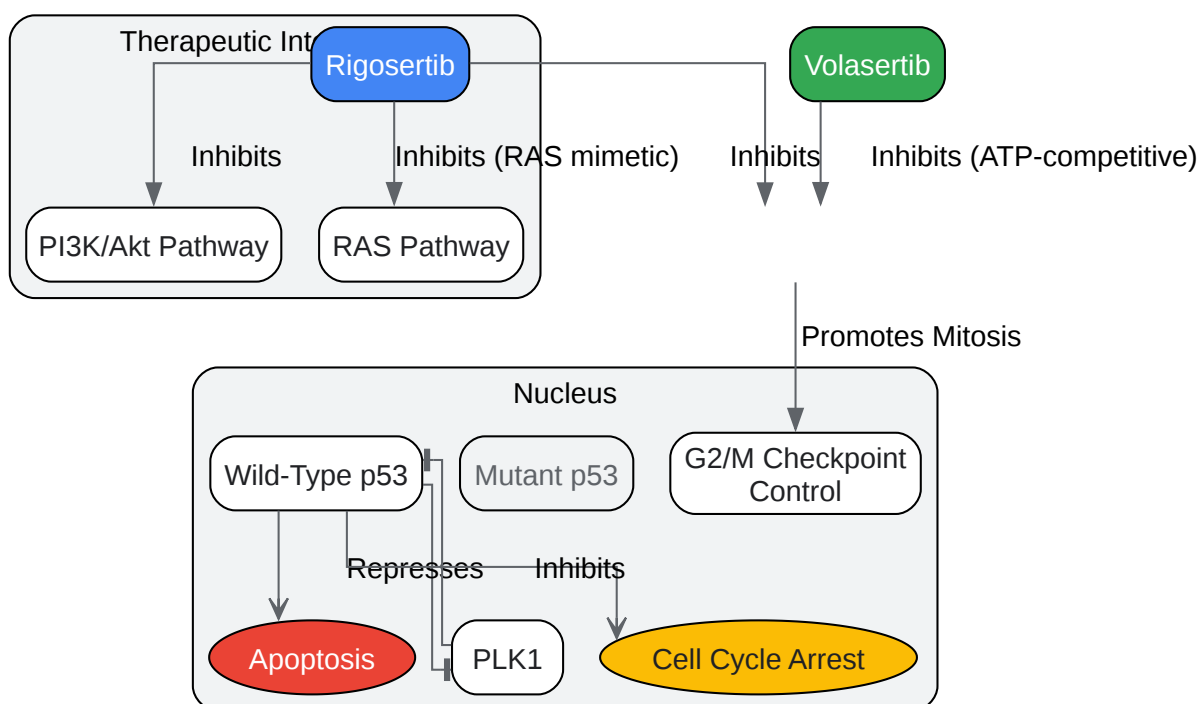 Therapeutic Int
Rigosertib
Volasertib
Inhibits
Inhibits (RAS mimetic)
Inhibits
Inhibits (ATP-competitive)
PI3K/Akt Pathway
RAS Pathway
Promotes Mitosis
Nucleus
Wild-Type p53
Mutant p53
G2/M Checkpoint
Control
Represses
Inhibits
Apoptosis
PLK1
Cell Cycle Arrest